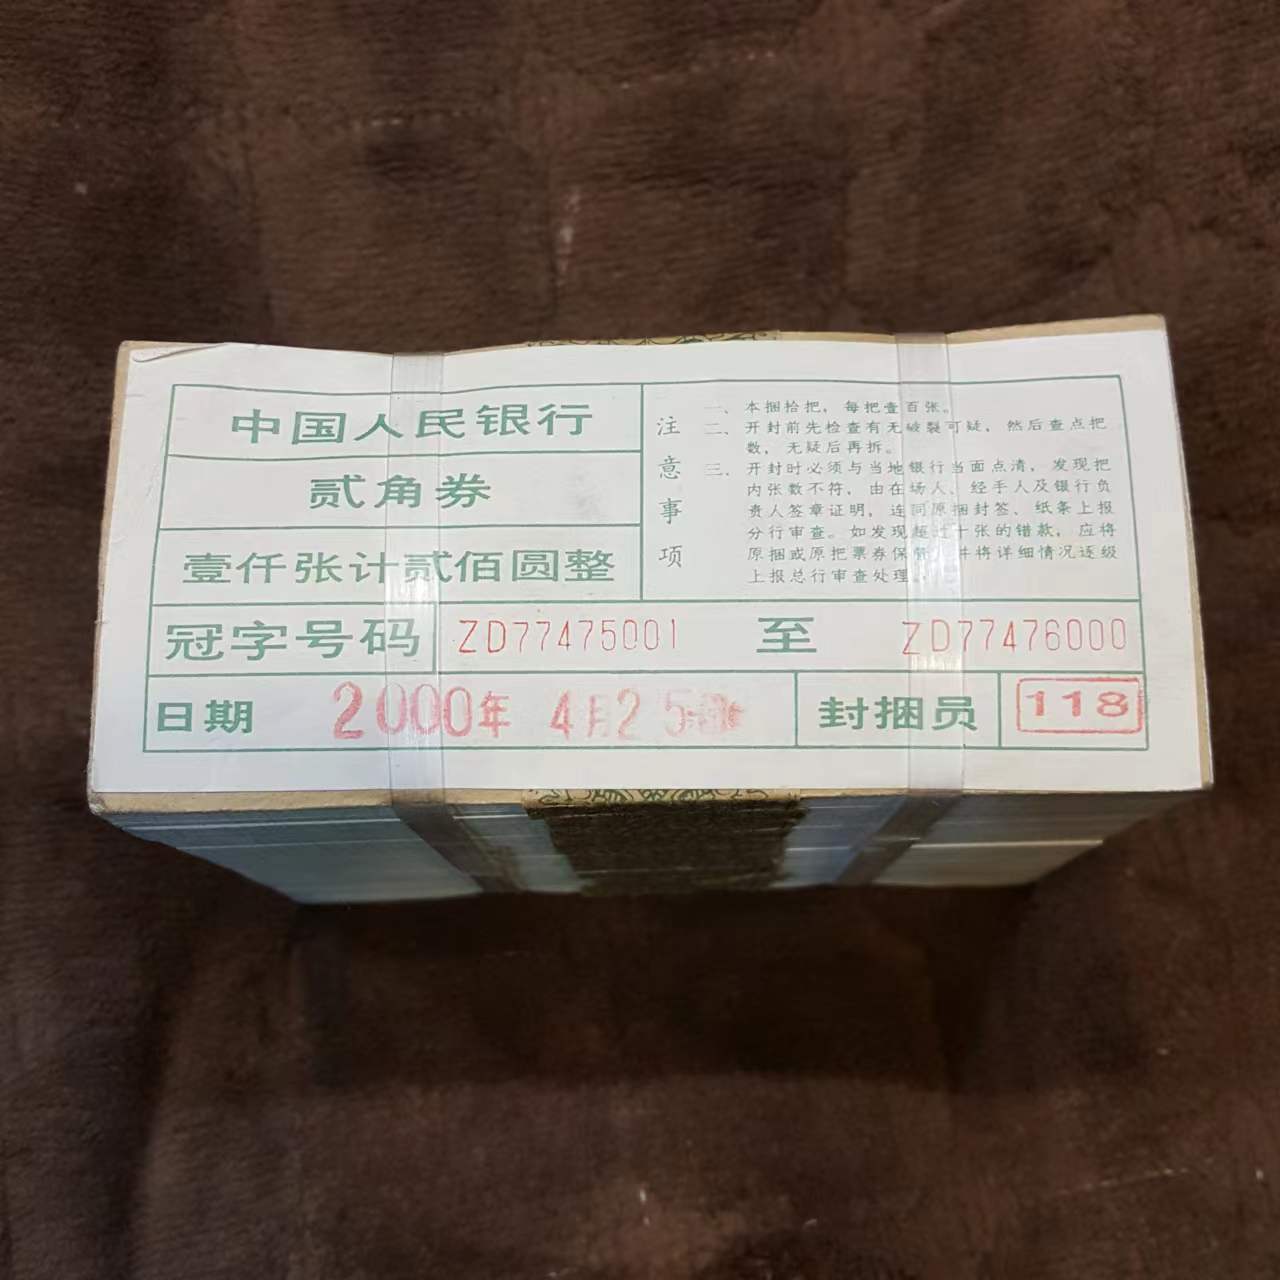 中国人民银行
贰角券
壹仟张计贰佰圆整
注意事项
一、本捆拾把，每把壹百张。
二、开封前先检查有无破裂可疑，然后查点把
数，无疑后再拆。
三、开封时必须与当地银行当面点清，发现把
内张数不符，由在场人、经手人及银行负
责人签章证明，连同原捆封签、纸条上报
分行审查。如发现超过十张的错款，应将
原捆或原把票券保留，并将详细情况逐级
上报总行审查处理。
冠字号码 ZD77475001 至 ZD77476000
日期 2000年 4月25 封捆员 118